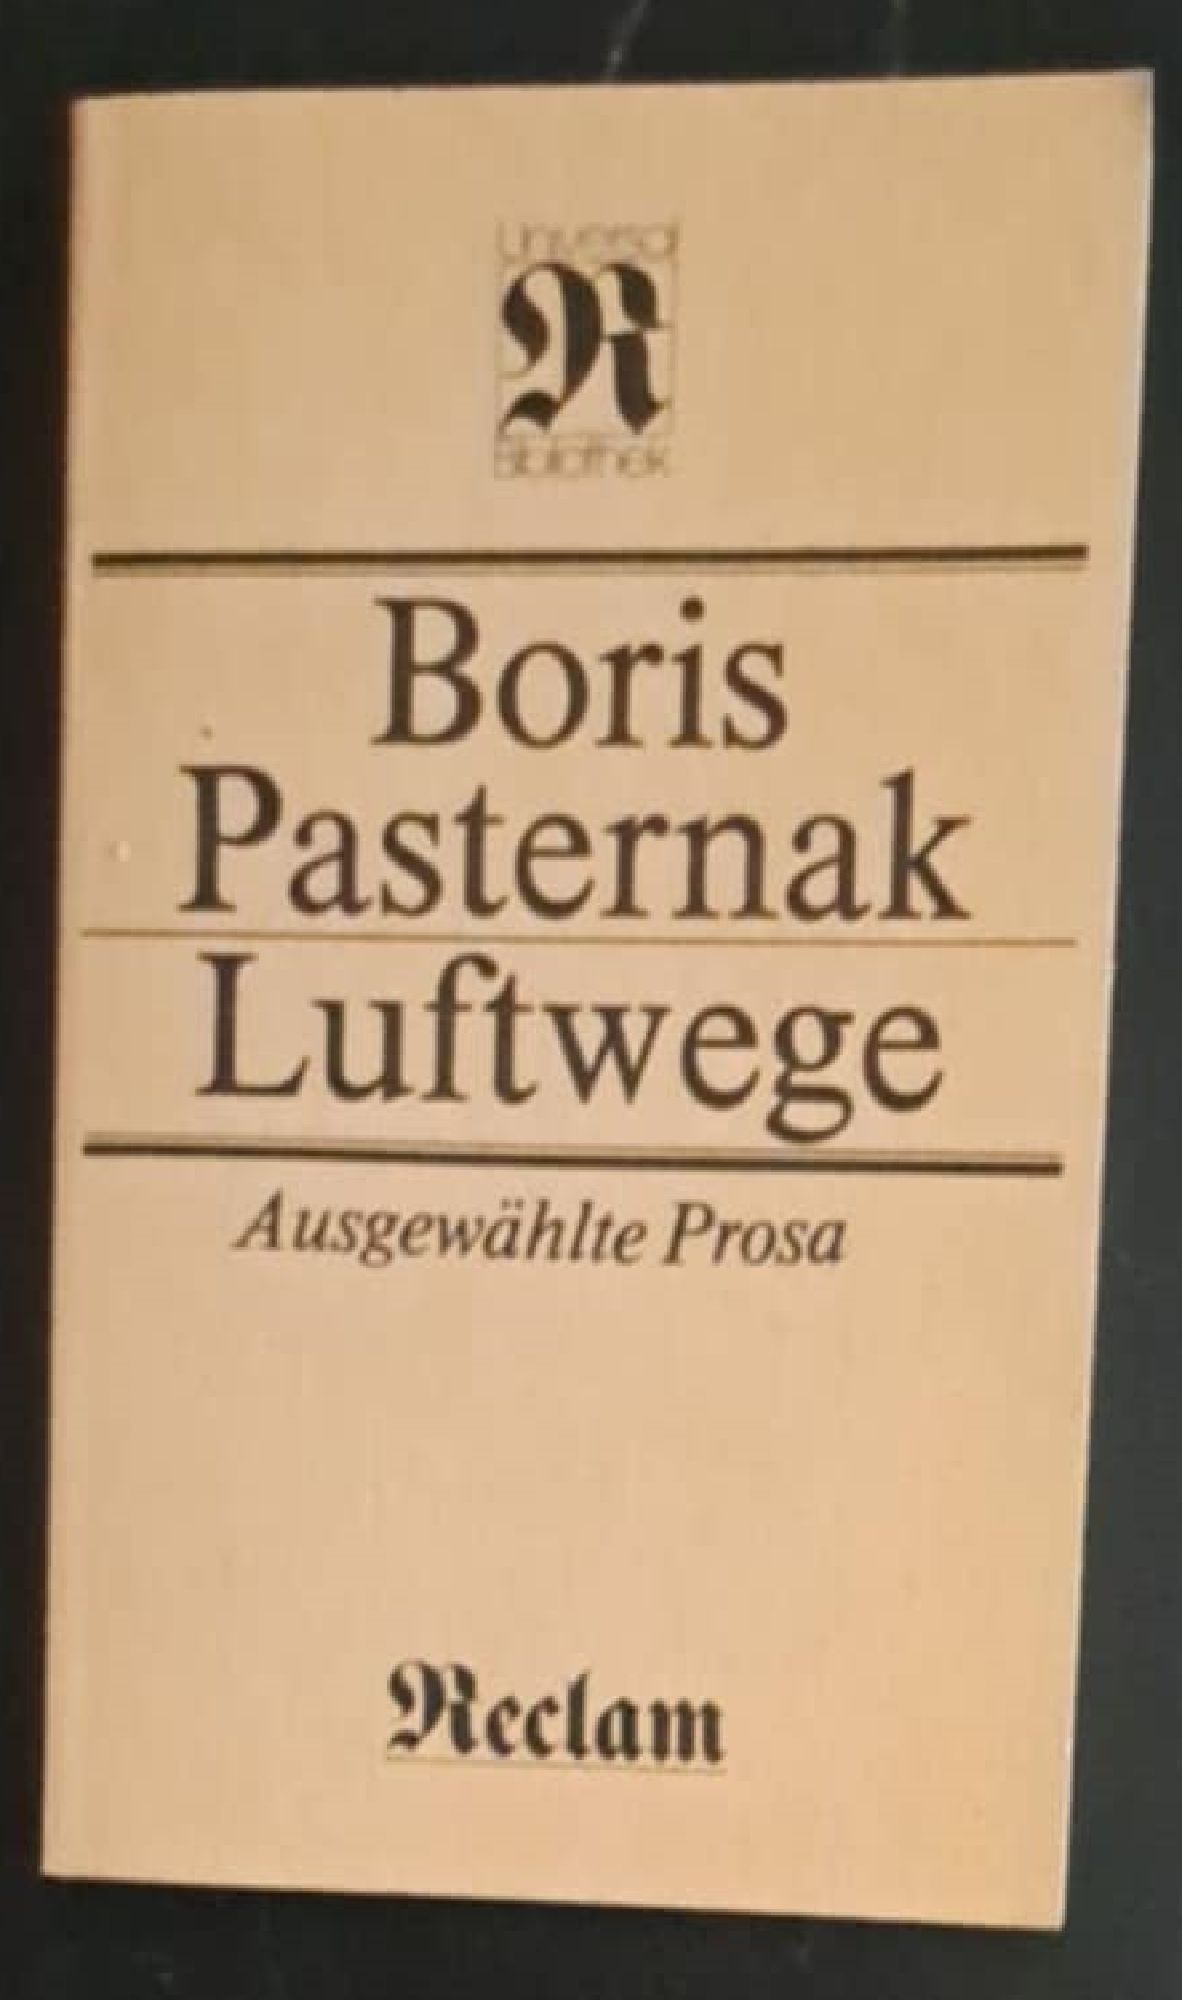 Universal
R
Bibliothek
Boris
Pasternak
Luftwege
Ausgewählte Prosa
Reclam